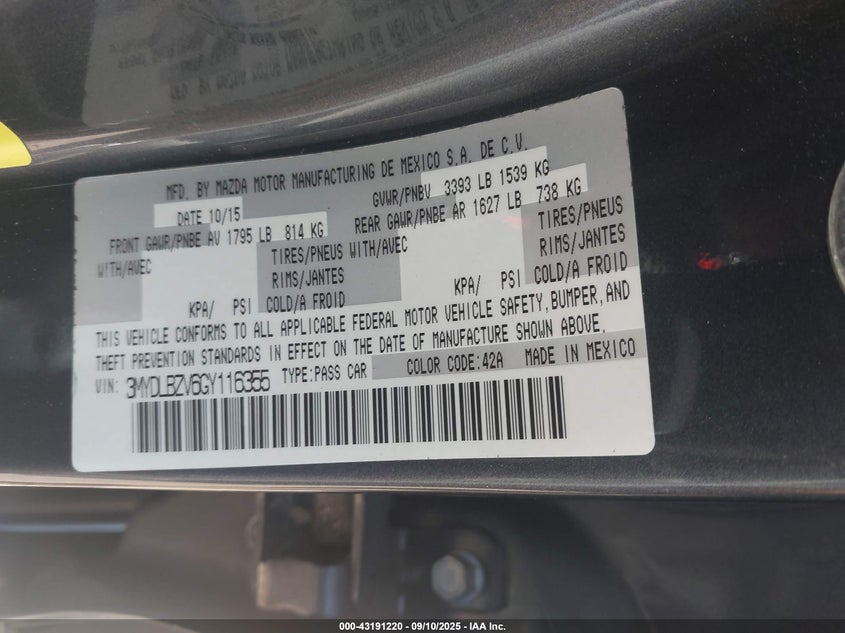 MFD. BY MAZDA MOTOR MANUFACTURING DE MEXICO S.A. DE C.V.
DATE 10/15 GVWR/PNBV 3393 LB 1539 KG
FRONT GAWR/PNBE AV 1795 LB 814 KG REAR GAWR/PNBE AR 1627 LB 738 KG
WITH/AVEC TIRES/PNEUS WITH/AVEC TIRES/PNEUS
RIMS/JANTES RIMS/JANTES
KPA/ PSI COLD/A FROID KPA/ PSI COLD/A FROID
THIS VEHICLE CONFORMS TO ALL APPLICABLE FEDERAL MOTOR VEHICLE SAFETY, BUMPER, AND
THEFT PREVENTION STANDARDS IN EFFECT ON THE DATE OF MANUFACTURE SHOWN ABOVE.
VIN: 3MYDLBZV6GY116355 TYPE:PASS CAR COLOR CODE:42A MADE IN MEXICO
000-43191220 - 09/10/2025 - IAA Inc.